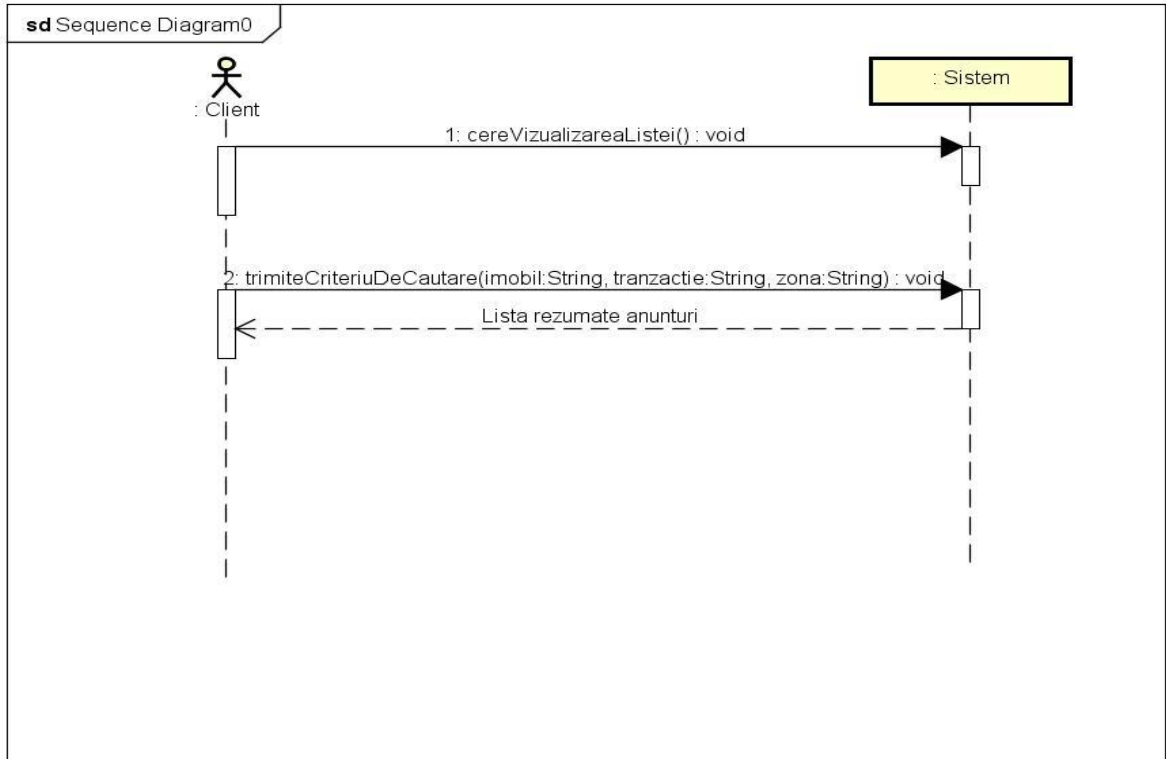 sd Sequence Diagram0
: Client
: Sistem
1: cereVizualizareaListei() : void
2: trimiteCriteriuDeCautare(imobil:String, tranzactie:String, zona:String) : void
Lista rezumate anunturi